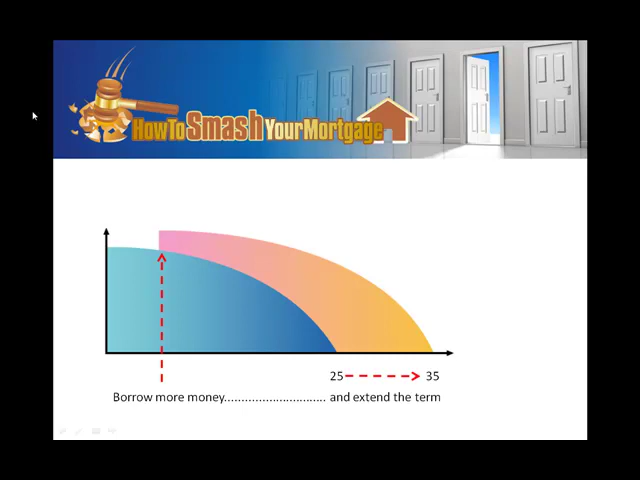 HowToSmashYourMortgage
25 35
Borrow more money.............................. and extend the term